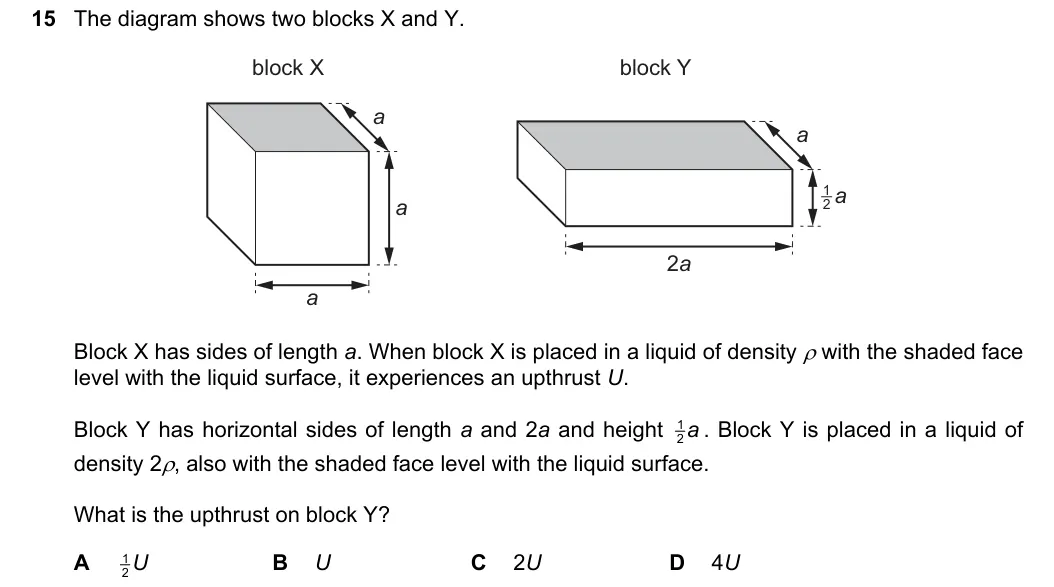 15 The diagram shows two blocks X and Y.
block X
block Y
a
a
a
a
½a
2a
Block X has sides of length a. When block X is placed in a liquid of density ρ with the shaded face
level with the liquid surface, it experiences an upthrust U.
Block Y has horizontal sides of length a and 2a and height ½a. Block Y is placed in a liquid of
density 2ρ, also with the shaded face level with the liquid surface.
What is the upthrust on block Y?
A ½U B U C 2U D 4U